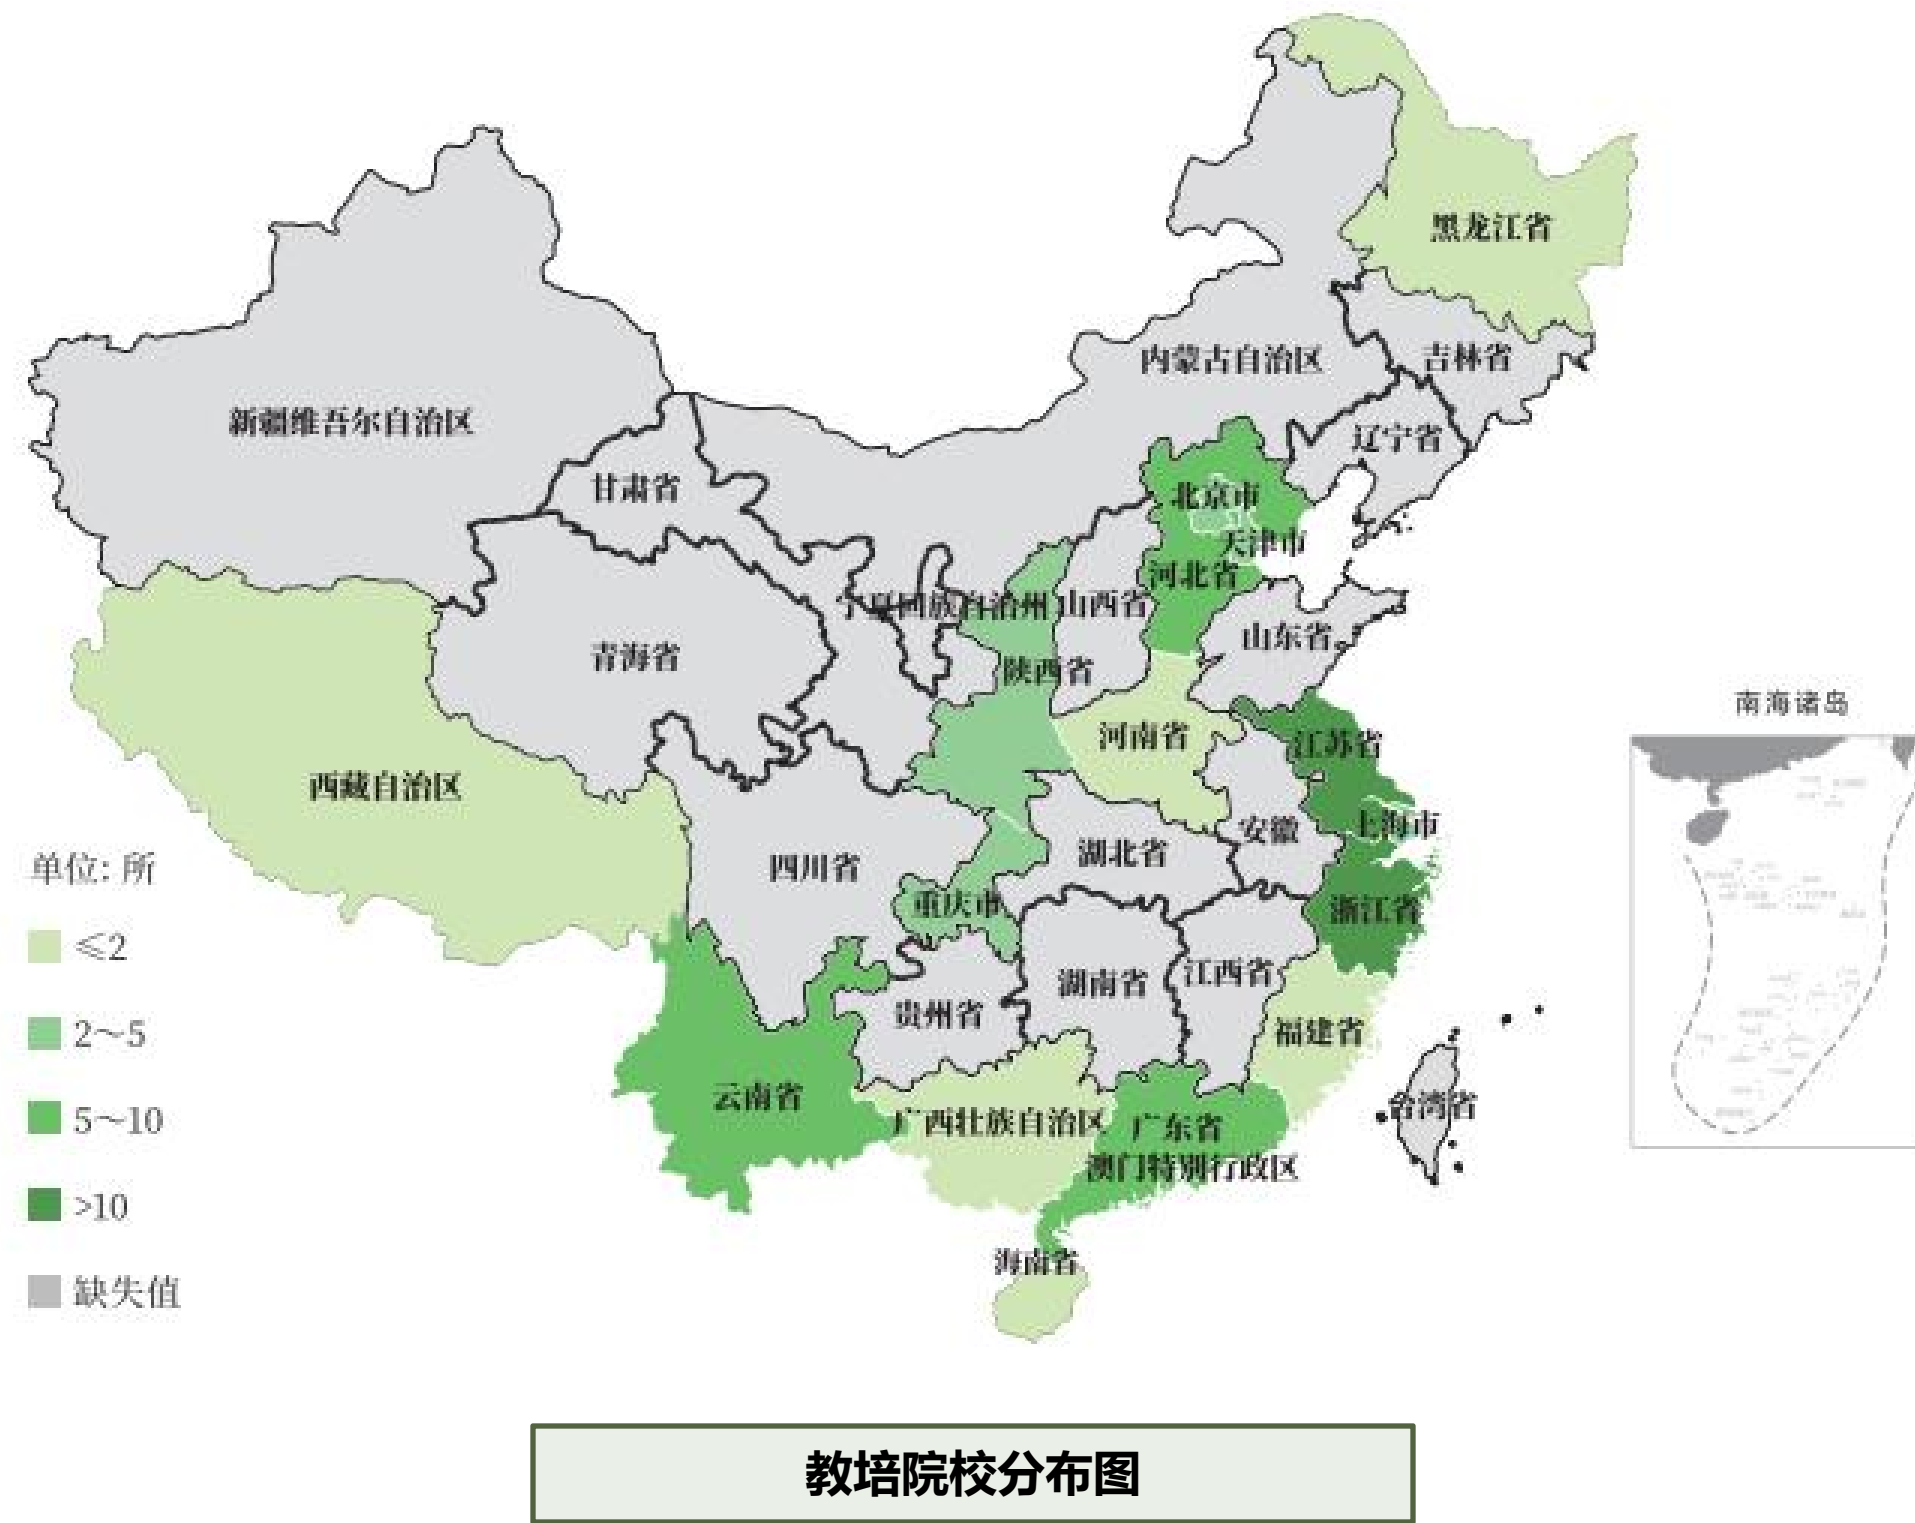 黑龙江省
内蒙古自治区
吉林省
新疆维吾尔自治区
辽宁省
甘肃省
北京市
天津市
河北省
宁夏回族自治州
山西省
山东省
青海省
陕西省
南海诸岛
河南省
江苏省
西藏自治区
上海市
安徽
湖北省
四川省
重庆市
浙江省
江西省
湖南省
贵州省
福建省
云南省
台湾省
广西壮族自治区
广东省
澳门特别行政区
海南省
单位: 所
≤2
2～5
5～10
>10
缺失值
教培院校分布图